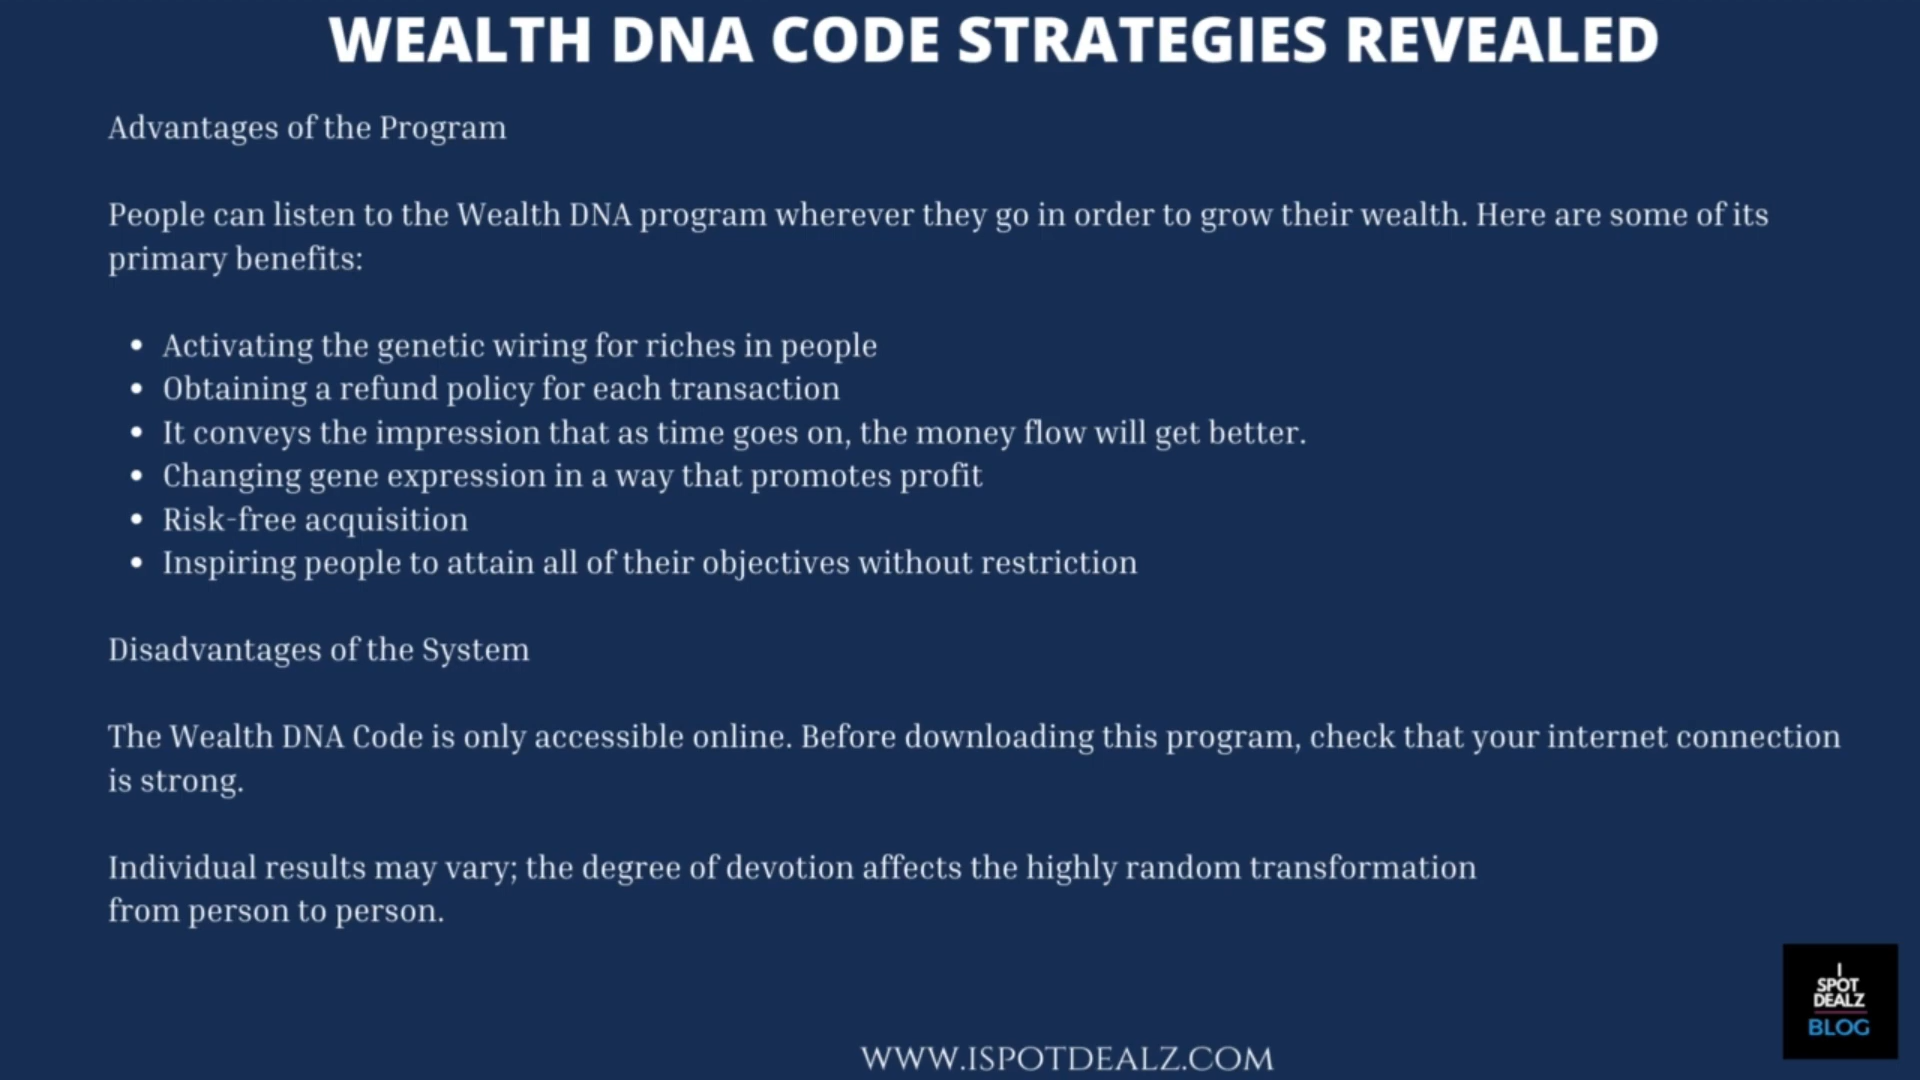 WEALTH DNA CODE STRATEGIES REVEALED
Advantages of the Program
People can listen to the Wealth DNA program wherever they go in order to grow their wealth. Here are some of its
primary benefits:
• Activating the genetic wiring for riches in people
• Obtaining a refund policy for each transaction
• It conveys the impression that as time goes on, the money flow will get better.
• Changing gene expression in a way that promotes profit
• Risk-free acquisition
• Inspiring people to attain all of their objectives without restriction
Disadvantages of the System
The Wealth DNA Code is only accessible online. Before downloading this program, check that your internet connection
is strong.
Individual results may vary; the degree of devotion affects the highly random transformation
from person to person.
I
SPOT
DEALZ
BLOG
WWW.ISPOTDEALZ.COM